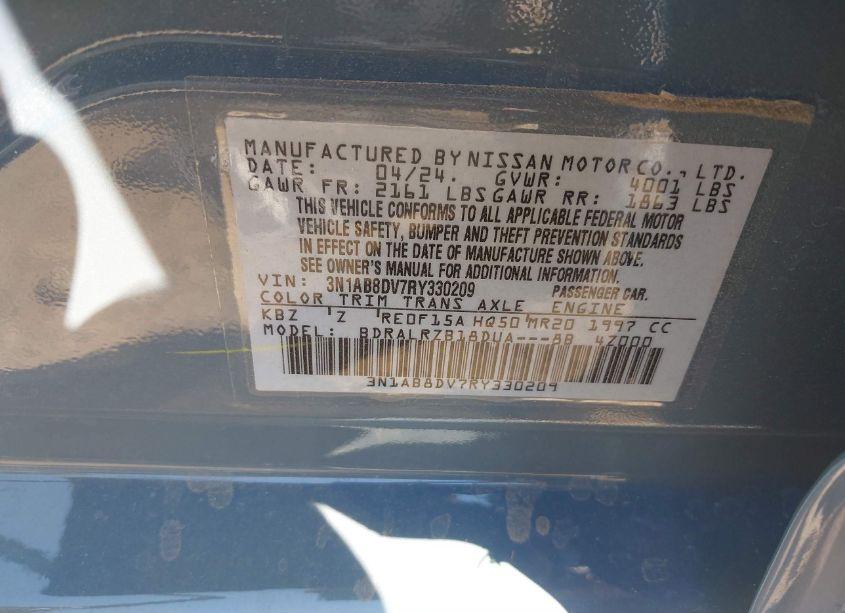 MANUFACTURED BY NISSAN MOTOR CO., LTD.
DATE: 04/24. GVWR: 4001 LBS
GAWR FR: 2161 LBS GAWR RR: 1863 LBS
THIS VEHICLE CONFORMS TO ALL APPLICABLE FEDERAL MOTOR
VEHICLE SAFETY, BUMPER AND THEFT PREVENTION STANDARDS
IN EFFECT ON THE DATE OF MANUFACTURE SHOWN ABOVE.
SEE OWNER'S MANUAL FOR ADDITIONAL INFORMATION.
VIN: 3N1AB8DV7RY330209 PASSENGER CAR.
COLOR TRIM TRANS AXLE ENGINE
KBZ Z RE0F15A HQ50 MR20 1997 CC
MODEL: BDRALRZB18DUA---8B 4Z000
3N1AB8DV7RY330209